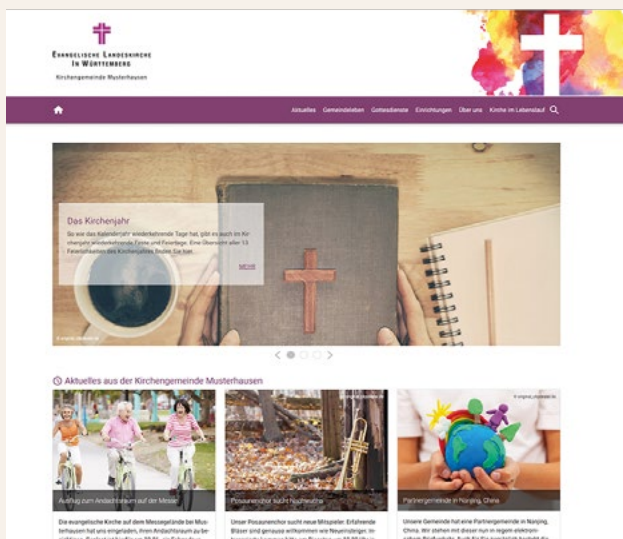 EVANGELISCHE LANDESKIRCHE
IN WÜRTTEMBERG
Kirchengemeinde Musterhausen
Aktuelles Gemeindeleben Gottesdienste Einrichtungen Über uns Kirche im Lebenslauf
Das Kirchenjahr
So wie das Kalenderjahr wiederkehrende Tage hat, gibt es auch im Kir-
chenjahr wiederkehrende Feste und Feiertage. Eine Übersicht aller
Feierlichkeiten des Kirchenjahres finden Sie hier.
MEHR
Aktuelles aus der Kirchengemeinde Musterhausen
Ausflug zum Andachtsraum auf der Messe
Posaunenchor sucht Nachwuchs
Partnergemeinde in Nanjing, China
Die evangelische Kirche auf dem Messegelände bei Mus-
terhausen hat uns eingeladen, ihren Andachtsraum zu be-
Unser Posaunenchor sucht neue Mitspieler. Erfahrene
Bläser sind genauso willkommen wie Neueinsteiger. In-
Unsere Gemeinde hat eine Partnergemeinde in Nanjing,
China. Wir stehen mit dieser nun in regem elektroni-